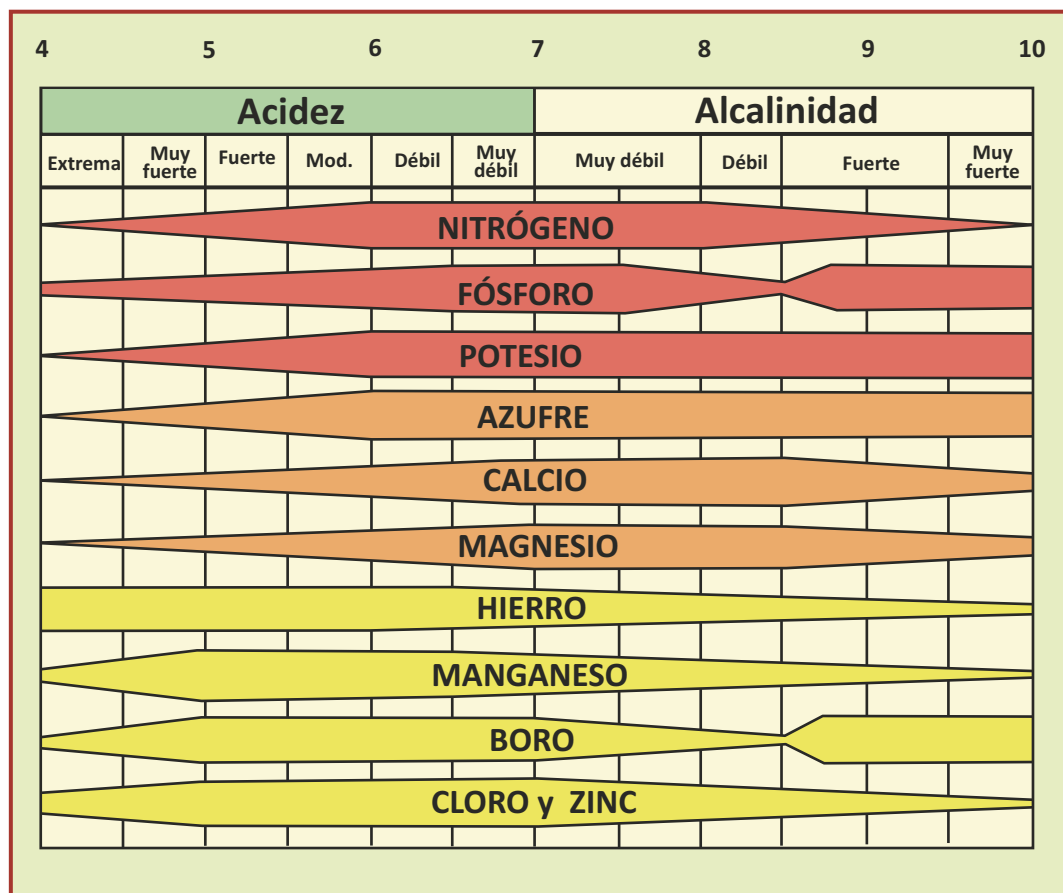 4 5 6 7 8 9 10
Acidez Alcalinidad
Extrema Muy fuerte Fuerte Mod. Débil Muy débil Muy débil Débil Fuerte Muy fuerte
NITRÓGENO
FÓSFORO
POTESIO
AZUFRE
CALCIO
MAGNESIO
HIERRO
MANGANESO
BORO
CLORO y ZINC